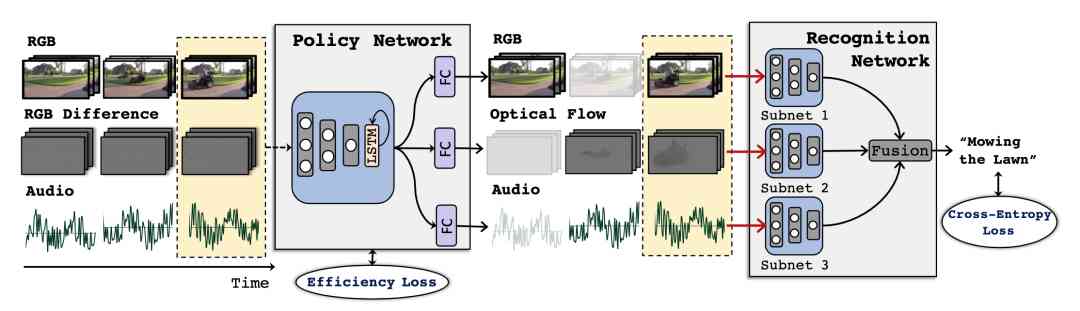 RGB
RGB Difference
Audio
Time
Policy Network
LSTM
FC
FC
FC
Efficiency Loss
RGB
Optical Flow
Audio
Recognition
Network
Subnet 1
Subnet 2
Subnet 3
Fusion
“Mowing
the Lawn”
Cross-Entropy
Loss